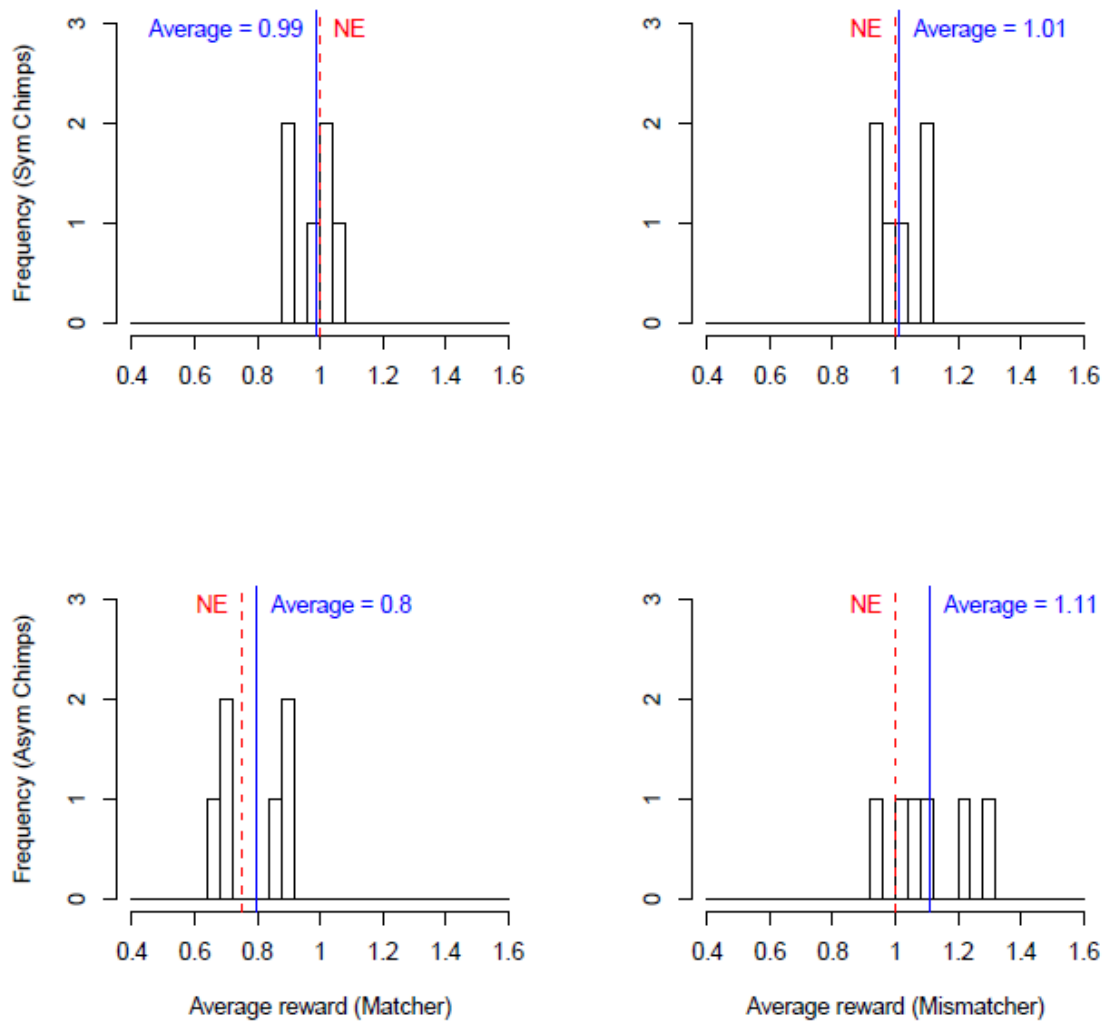 Average = 0.99 NE
Frequency (Sym Chimps)
3
2
1
0
0.4 0.6 0.8 1 1.2 1.4 1.6
NE Average = 1.01
3
2
1
0
0.4 0.6 0.8 1 1.2 1.4 1.6
NE Average = 0.8
Frequency (Asym Chimps)
3
2
1
0
0.4 0.6 0.8 1 1.2 1.4 1.6
Average reward (Matcher)
NE Average = 1.11
3
2
1
0
0.4 0.6 0.8 1 1.2 1.4 1.6
Average reward (Mismatcher)